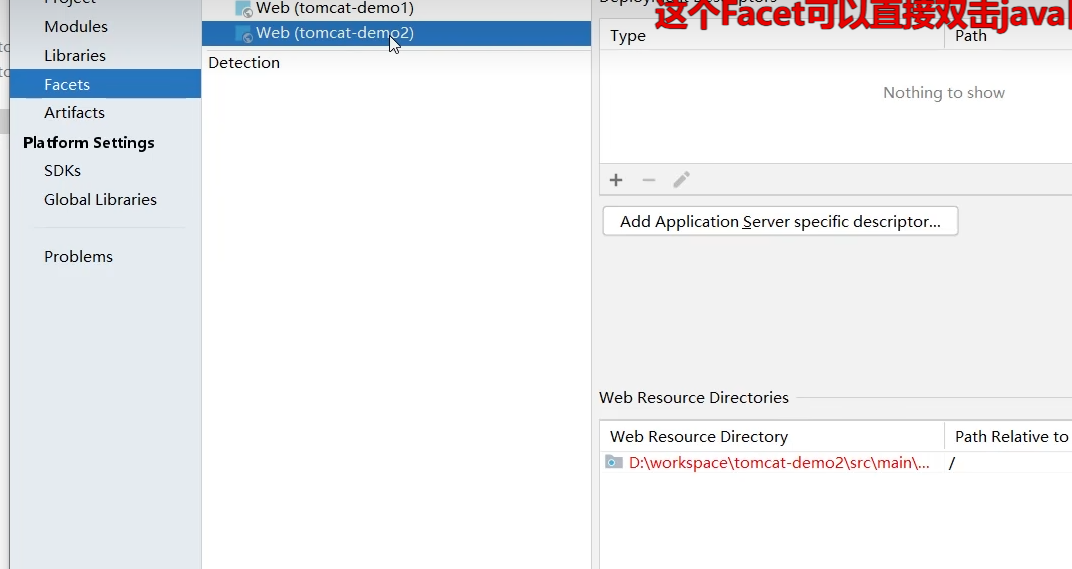 Project
Modules
Libraries
Facets
Artifacts
Platform Settings
SDKs
Global Libraries
Problems
Web (tomcat-demo1)
Web (tomcat-demo2)
Detection
Deployment Descriptors
这个Facet可以直接双击java
Type
Path
Nothing to show
Add Application Server specific descriptor...
Web Resource Directories
Web Resource Directory
Path Relative to
D:\workspace\tomcat-demo2\src\main\...
/